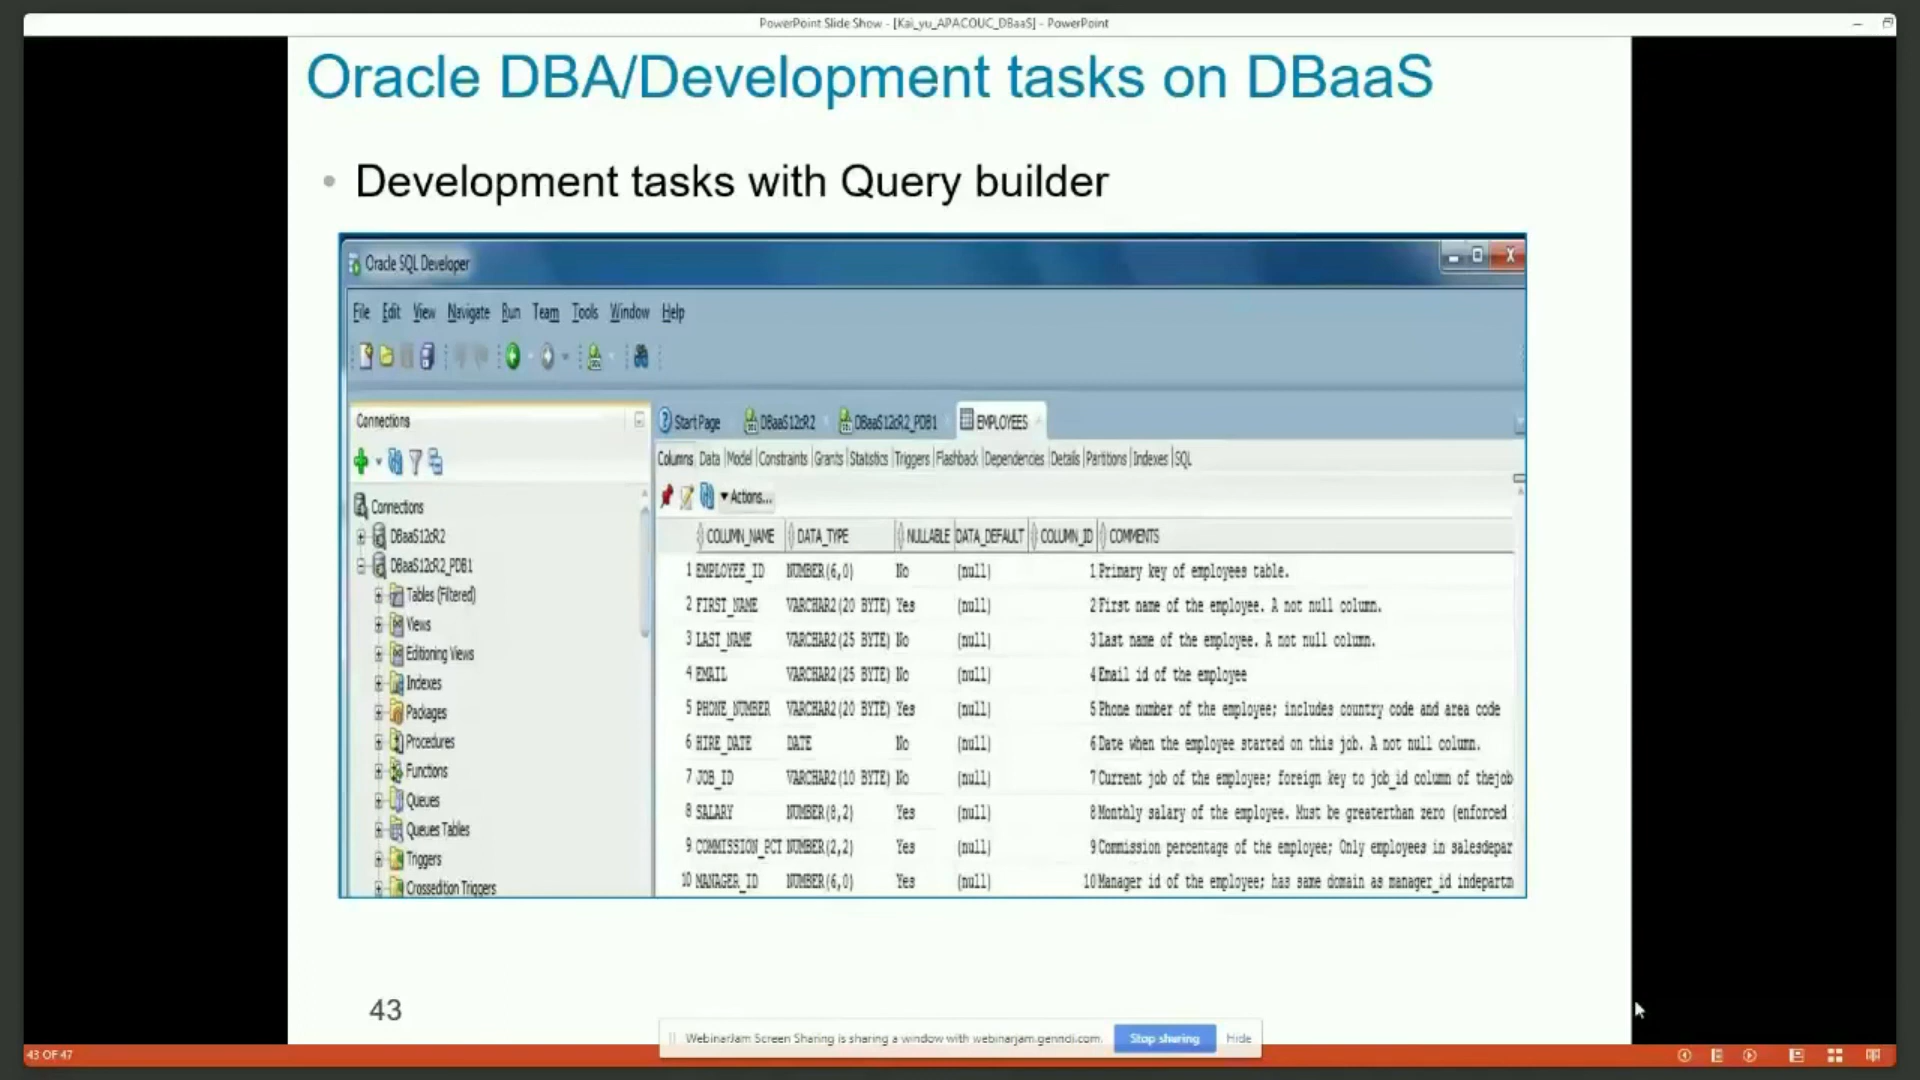 PowerPoint Slide Show - [Kai_yu_APACOUC_DBaaS] - PowerPoint
Oracle DBA/Development tasks on DBaaS
• Development tasks with Query builder
Oracle SQL Developer
File Edit View Navigate Run Team Tools Window Help
Connections
Start Page DBaaS12cR2 DBaaS12cR2_PDB1 EMPLOYEES
Columns Data Model Constraints Grants Statistics Triggers Flashback Dependencies Details Partitions Indexes SQL
Actions...
Connections
DBaaS12cR2
DBaaS12cR2_PDB1
Tables (Filtered)
Views
Editioning Views
Indexes
Packages
Procedures
Functions
Queues
Queues Tables
Triggers
Crossedition Triggers
COLUMN_NAME DATA_TYPE NULLABLE DATA_DEFAULT COLUMN_ID COMMENTS
1 EMPLOYEE_ID NUMBER(6,0) No (null) 1 Primary key of employees table.
2 FIRST_NAME VARCHAR2(20 BYTE) Yes (null) 2 First name of the employee. A not null column.
3 LAST_NAME VARCHAR2(25 BYTE) No (null) 3 Last name of the employee. A not null column.
4 EMAIL VARCHAR2(25 BYTE) No (null) 4 Email id of the employee
5 PHONE_NUMBER VARCHAR2(20 BYTE) Yes (null) 5 Phone number of the employee; includes country code and area code
6 HIRE_DATE DATE No (null) 6 Date when the employee started on this job. A not null column.
7 JOB_ID VARCHAR2(10 BYTE) No (null) 7 Current job of the employee; foreign key to job_id column of thejob
8 SALARY NUMBER(8,2) Yes (null) 8 Monthly salary of the employee. Must be greaterthan zero (enforced
9 COMMISSION_PCT NUMBER(2,2) Yes (null) 9 Commission percentage of the employee; Only employees in salesdepar
10 MANAGER_ID NUMBER(6,0) Yes (null) 10 Manager id of the employee; has same domain as manager_id indepartm
43
WebinarJam Screen Sharing is sharing a window with webinarjam.genndi.com. Stop sharing Hide
43 OF 47